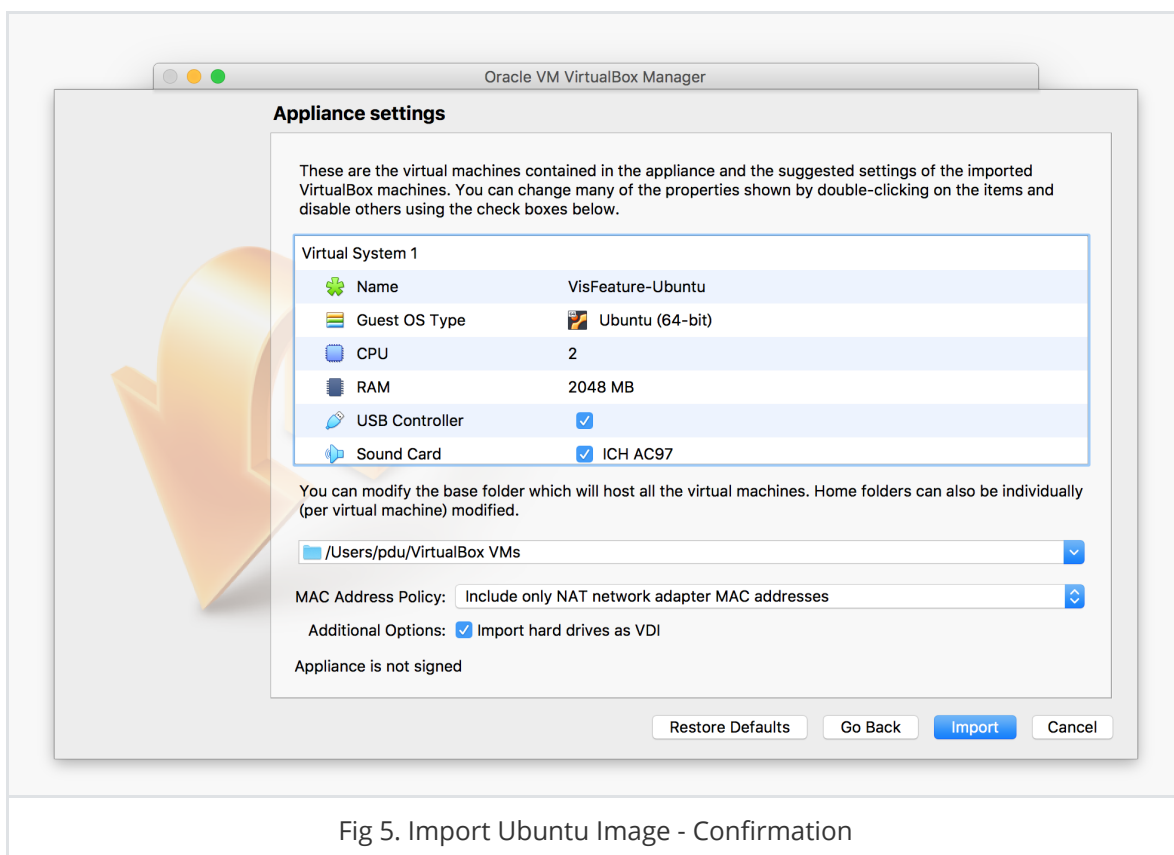 Oracle VM VirtualBox Manager
Appliance settings
These are the virtual machines contained in the appliance and the suggested settings of the imported
VirtualBox machines. You can change many of the properties shown by double-clicking on the items and
disable others using the check boxes below.
Virtual System 1
Name VisFeature-Ubuntu
Guest OS Type Ubuntu (64-bit)
CPU 2
RAM 2048 MB
USB Controller
Sound Card ICH AC97
You can modify the base folder which will host all the virtual machines. Home folders can also be individually
(per virtual machine) modified.
/Users/pdu/VirtualBox VMs
MAC Address Policy: Include only NAT network adapter MAC addresses
Additional Options: Import hard drives as VDI
Appliance is not signed
Restore Defaults Go Back Import Cancel
Fig 5. Import Ubuntu Image - Confirmation